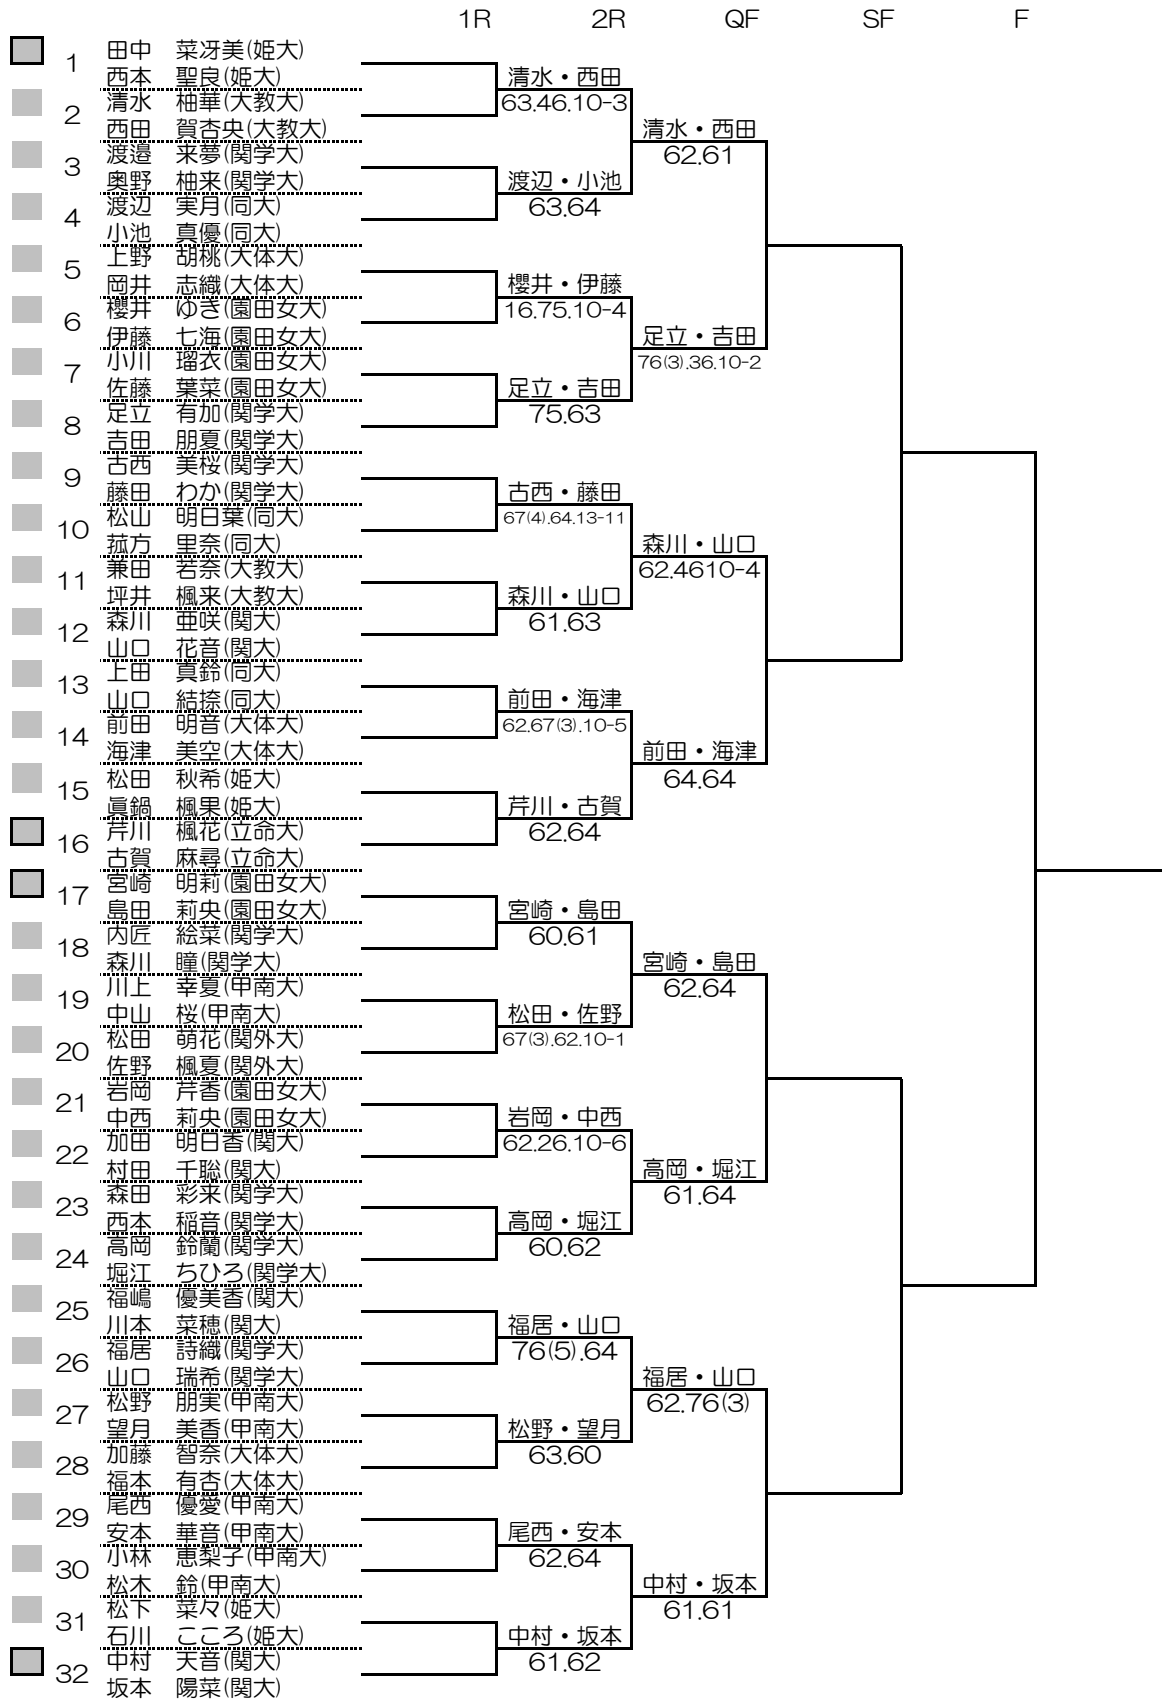 1R 2R QF SF F
1 田中 菜冴美(姫大)
西本 聖良(姫大)
清水・西田
2 清水 柚華(大教大)
63.46.10-3
西田 賀杏央(大教大)
清水・西田
3 渡邉 来夢(関学大)
62.61
奥野 柚来(関学大)
渡辺・小池
4 渡辺 実月(同大)
63.64
小池 真優(同大)
5 上野 胡桃(大体大)
岡井 志織(大体大)
櫻井・伊藤
6 櫻井 ゆき(園田女大)
16.75.10-4
伊藤 七海(園田女大)
足立・吉田
7 小川 瑠衣(園田女大)
76(3).36.10-2
佐藤 葉菜(園田女大)
足立・吉田
8 足立 有加(関学大)
75.63
吉田 朋夏(関学大)
9 古西 美桜(関学大)
藤田 わか(関学大)
古西・藤田
10 松山 明日葉(同大)
67(4).64.13-11
菰方 里奈(同大)
森川・山口
11 兼田 若奈(大教大)
62.4610-4
坪井 楓来(大教大)
森川・山口
12 森川 亜咲(関大)
61.63
山口 花音(関大)
13 上田 真鈴(同大)
山口 結捺(同大)
前田・海津
14 前田 明音(大体大)
62.67(3).10-5
海津 美空(大体大)
前田・海津
15 松田 秋希(姫大)
64.64
眞鍋 楓果(姫大)
芹川・古賀
16 芹川 楓花(立命大)
62.64
古賀 麻尋(立命大)
17 宮崎 明莉(園田女大)
島田 莉央(園田女大)
宮崎・島田
18 内匠 絵菜(関学大)
60.61
森川 瞳(関学大)
宮崎・島田
19 川上 幸夏(甲南大)
62.64
中山 桜(甲南大)
松田・佐野
20 松田 萌花(関外大)
67(3).62.10-1
佐野 楓夏(関外大)
21 岩岡 芹香(園田女大)
中西 莉央(園田女大)
岩岡・中西
22 加田 明日香(関大)
62.26.10-6
村田 千聡(関大)
高岡・堀江
23 森田 彩来(関学大)
61.64
西本 稲音(関学大)
高岡・堀江
24 高岡 鈴蘭(関学大)
60.62
堀江 ちひろ(関学大)
25 福嶋 優美香(関大)
川本 菜穂(関大)
福居・山口
26 福居 詩織(関学大)
76(5).64
山口 瑞希(関学大)
福居・山口
27 松野 朋実(甲南大)
62.76(3)
望月 美香(甲南大)
松野・望月
28 加藤 智奈(大体大)
63.60
福本 有杏(大体大)
29 尾西 優愛(甲南大)
安本 華音(甲南大)
尾西・安本
30 小林 恵梨子(甲南大)
62.64
松木 鈴(甲南大)
中村・坂本
31 松下 菜々(姫大)
61.61
石川 こころ(姫大)
中村・坂本
32 中村 天音(関大)
61.62
坂本 陽菜(関大)